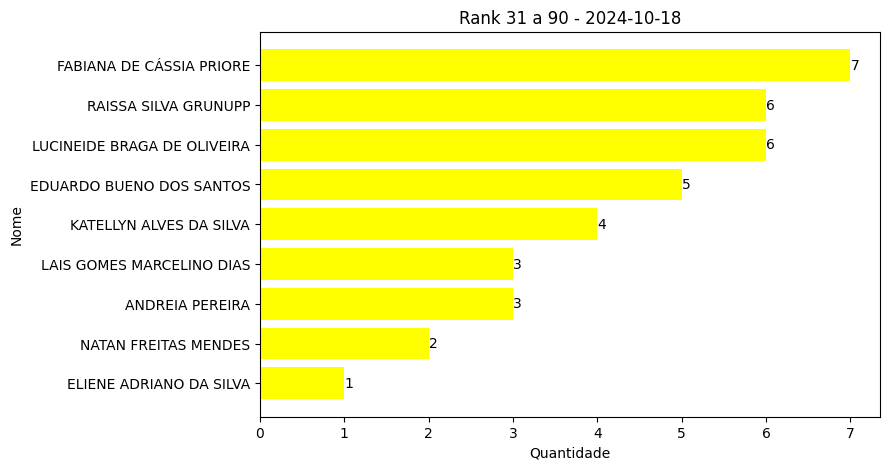 Rank 31 a 90 - 2024-10-18
FABIANA DE CÁSSIA PRIORE
7
RAISSA SILVA GRUNUPP
6
LUCINEIDE BRAGA DE OLIVEIRA
6
EDUARDO BUENO DOS SANTOS
5
KATELLYN ALVES DA SILVA
4
LAIS GOMES MARCELINO DIAS
3
ANDREIA PEREIRA
3
NATAN FREITAS MENDES
2
ELIENE ADRIANO DA SILVA
1
Nome
0 1 2 3 4 5 6 7
Quantidade